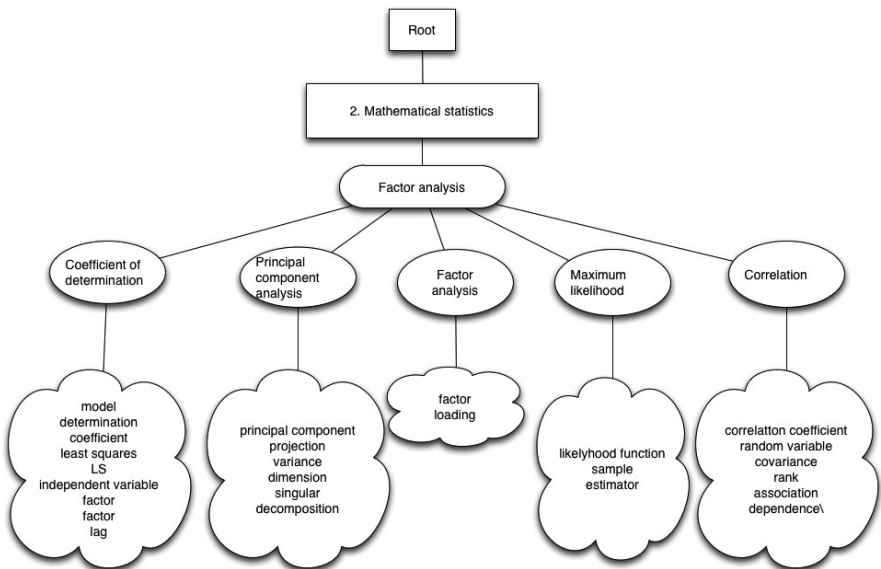 Root
2. Mathematical statistics
Factor analysis
Coefficient of
determination
Principal
component
analysis
Factor
analysis
Maximum
likelihood
Correlation
model
determination
coefficient
least squares
LS
independent variable
factor
factor
lag
principal component
projection
variance
dimension
singular
decomposition
factor
loading
likelyhood function
sample
estimator
correlatton coefficient
random variable
covariance
rank
association
dependence\